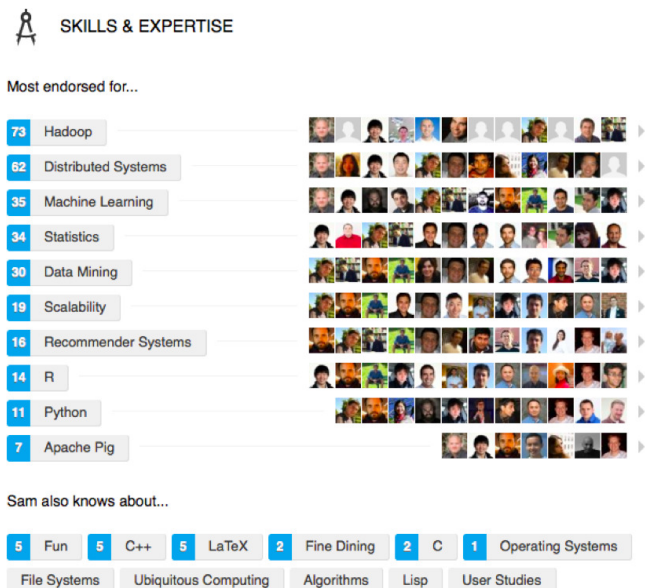 SKILLS & EXPERTISE
Most endorsed for...
73 Hadoop
62 Distributed Systems
35 Machine Learning
34 Statistics
30 Data Mining
19 Scalability
16 Recommender Systems
14 R
11 Python
7 Apache Pig
Sam also knows about...
5 Fun 5 C++ 5 LaTeX 2 Fine Dining 2 C 1 Operating Systems
File Systems Ubiquitous Computing Algorithms Lisp User Studies